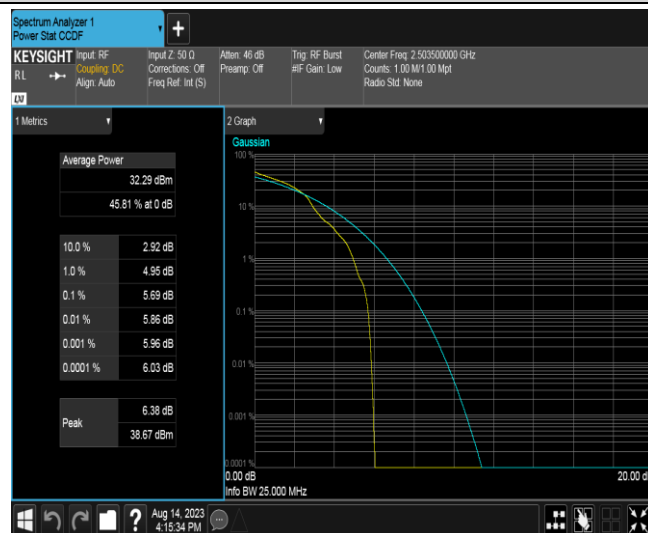 Spectrum Analyzer 1
Power Stat CCDF
+
KEYSIGHT
RL
LXI
Input: RF
Coupling: DC
Align: Auto
Input Z: 50 Ω
Corrections: Off
Freq Ref: Int (S)
Atten: 46 dB
Preamp: Off
Trig: RF Burst
#IF Gain: Low
Center Freq: 2.503500000 GHz
Counts: 1.00 M/1.00 Mpt
Radio Std: None
1 Metrics
Average Power
32.29 dBm
45.81 % at 0 dB
10.0 % 2.92 dB
1.0 % 4.95 dB
0.1 % 5.69 dB
0.01 % 5.86 dB
0.001 % 5.96 dB
0.0001 % 6.03 dB
Peak
6.38 dB
38.67 dBm
2 Graph
Gaussian
100 %
10 %
1 %
0.1 %
0.01 %
0.001 %
0.0001 %
0.00 dB
20.00 d
Info BW 25.000 MHz
?
Aug 14, 2023
4:15:34 PM